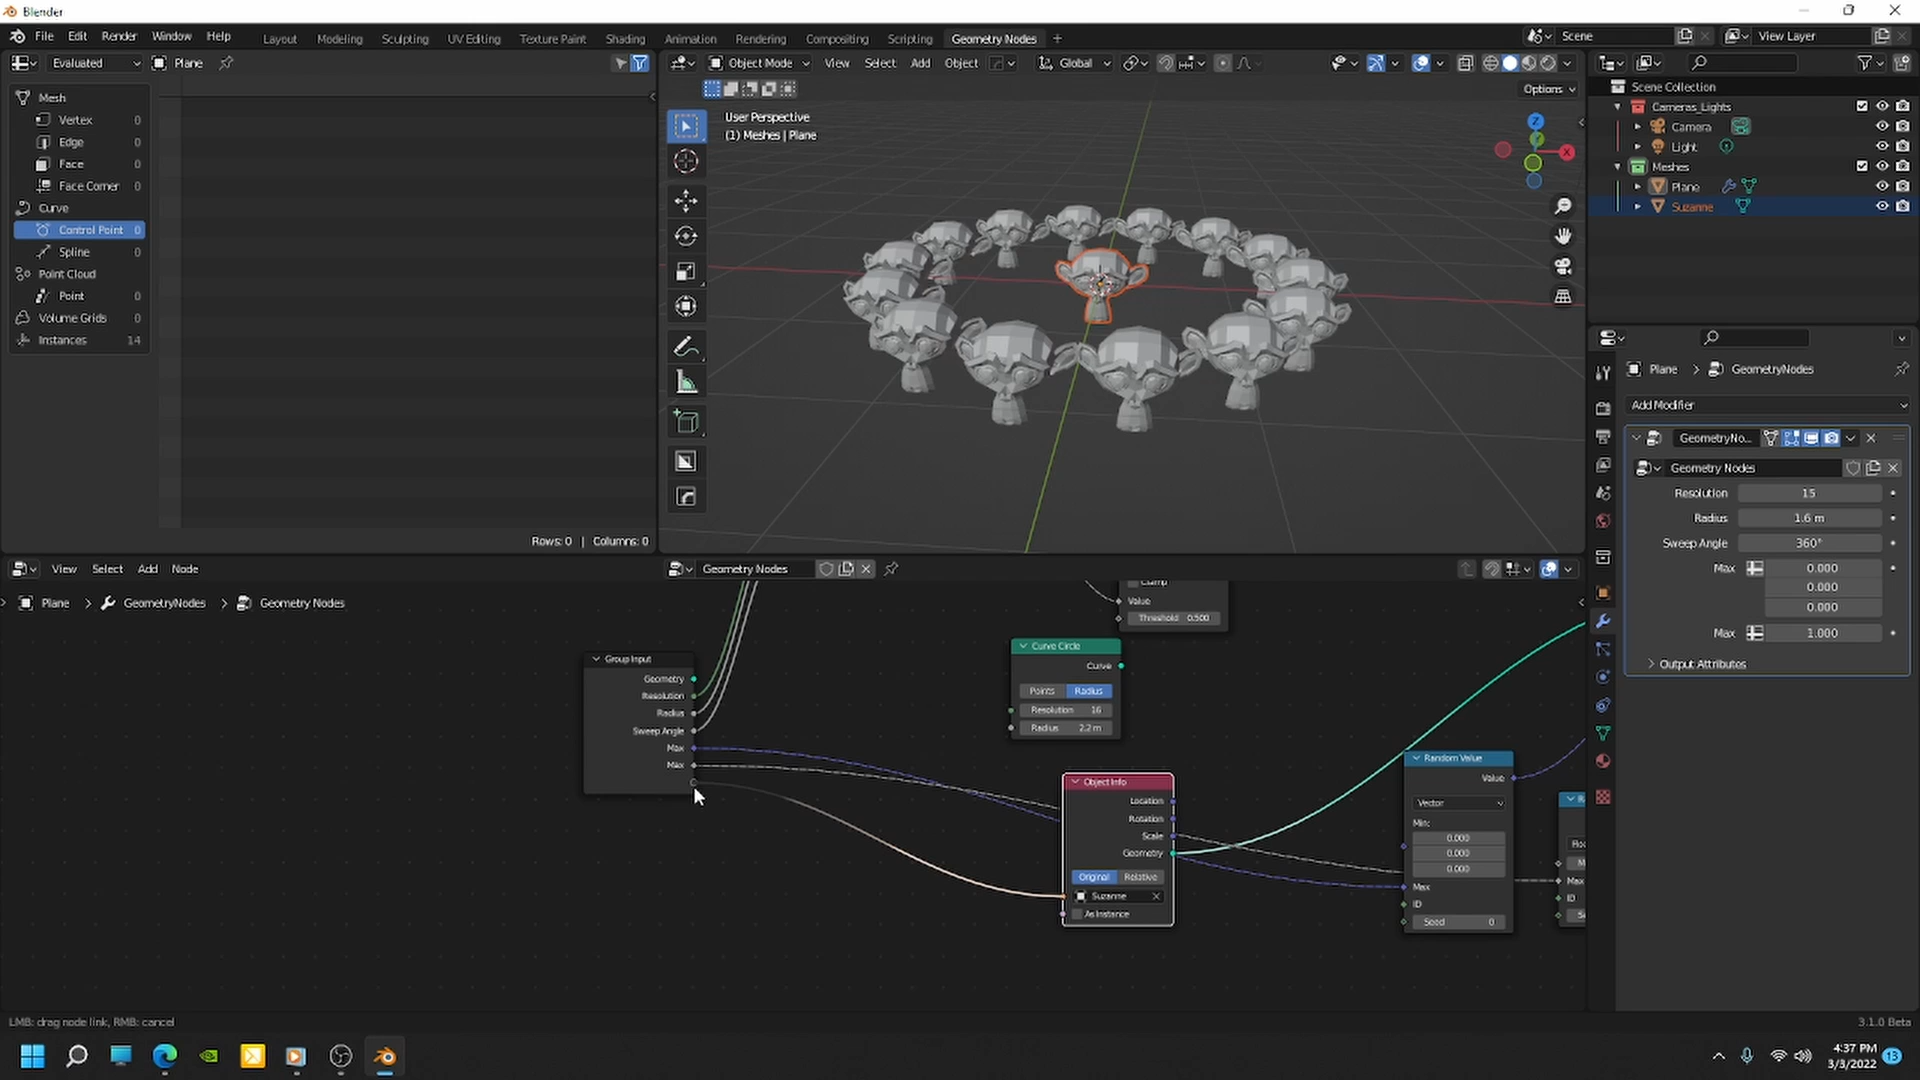 Blender
File Edit Render Window Help
Layout Modeling Sculpting UV Editing Texture Paint Shading Animation Rendering Compositing Scripting Geometry Nodes +
Scene
View Layer
Evaluated
Plane
Object Mode View Select Add Object Global
Options
Mesh
Vertex 0
Edge 0
Face 0
Face Corner 0
Curve
Control Point 0
Spline 0
Point Cloud
Point 0
Volume Grids 0
Instances 14
Rows: 0 | Columns: 0
User Perspective
(1) Meshes | Plane
Z
X
Scene Collection
Cameras_Lights
Camera
Light
Meshes
Plane
Suzanne
Plane > GeometryNodes
Add Modifier
GeometryNo...
Geometry Nodes
Resolution 15
Radius 1.6 m
Sweep Angle 360°
Max 0.000
0.000
0.000
Max 1.000
Output Attributes
View Select Add Node
Geometry Nodes
Plane > GeometryNodes > Geometry Nodes
Group Input
Geometry
Resolution
Radius
Sweep Angle
Max
Max
Value
Threshold 0.500
Curve Circle
Curve
Points Radius
Resolution 16
Radius 2.2 m
Object Info
Location
Rotation
Scale
Geometry
Original Relative
Suzanne
As Instance
Random Value
Value
Vector
Min:
0.000
0.000
0.000
Max
ID
Seed 0
Max
ID
LMB: drag node link, RMB: cancel
3.1.0 Beta
4:37 PM
3/3/2022
13